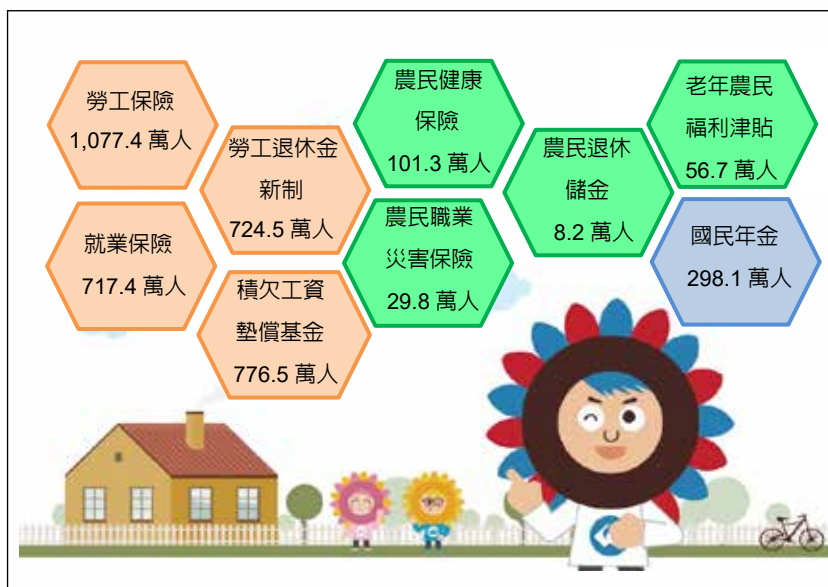 勞工保險
1,077.4 萬人
勞工退休金
新制
724.5 萬人
農民健康
保險
101.3 萬人
農民退休
儲金
8.2 萬人
老年農民
福利津貼
56.7 萬人
就業保險
717.4 萬人
積欠工資
墊償基金
776.5 萬人
農民職業
災害保險
29.8 萬人
國民年金
298.1 萬人